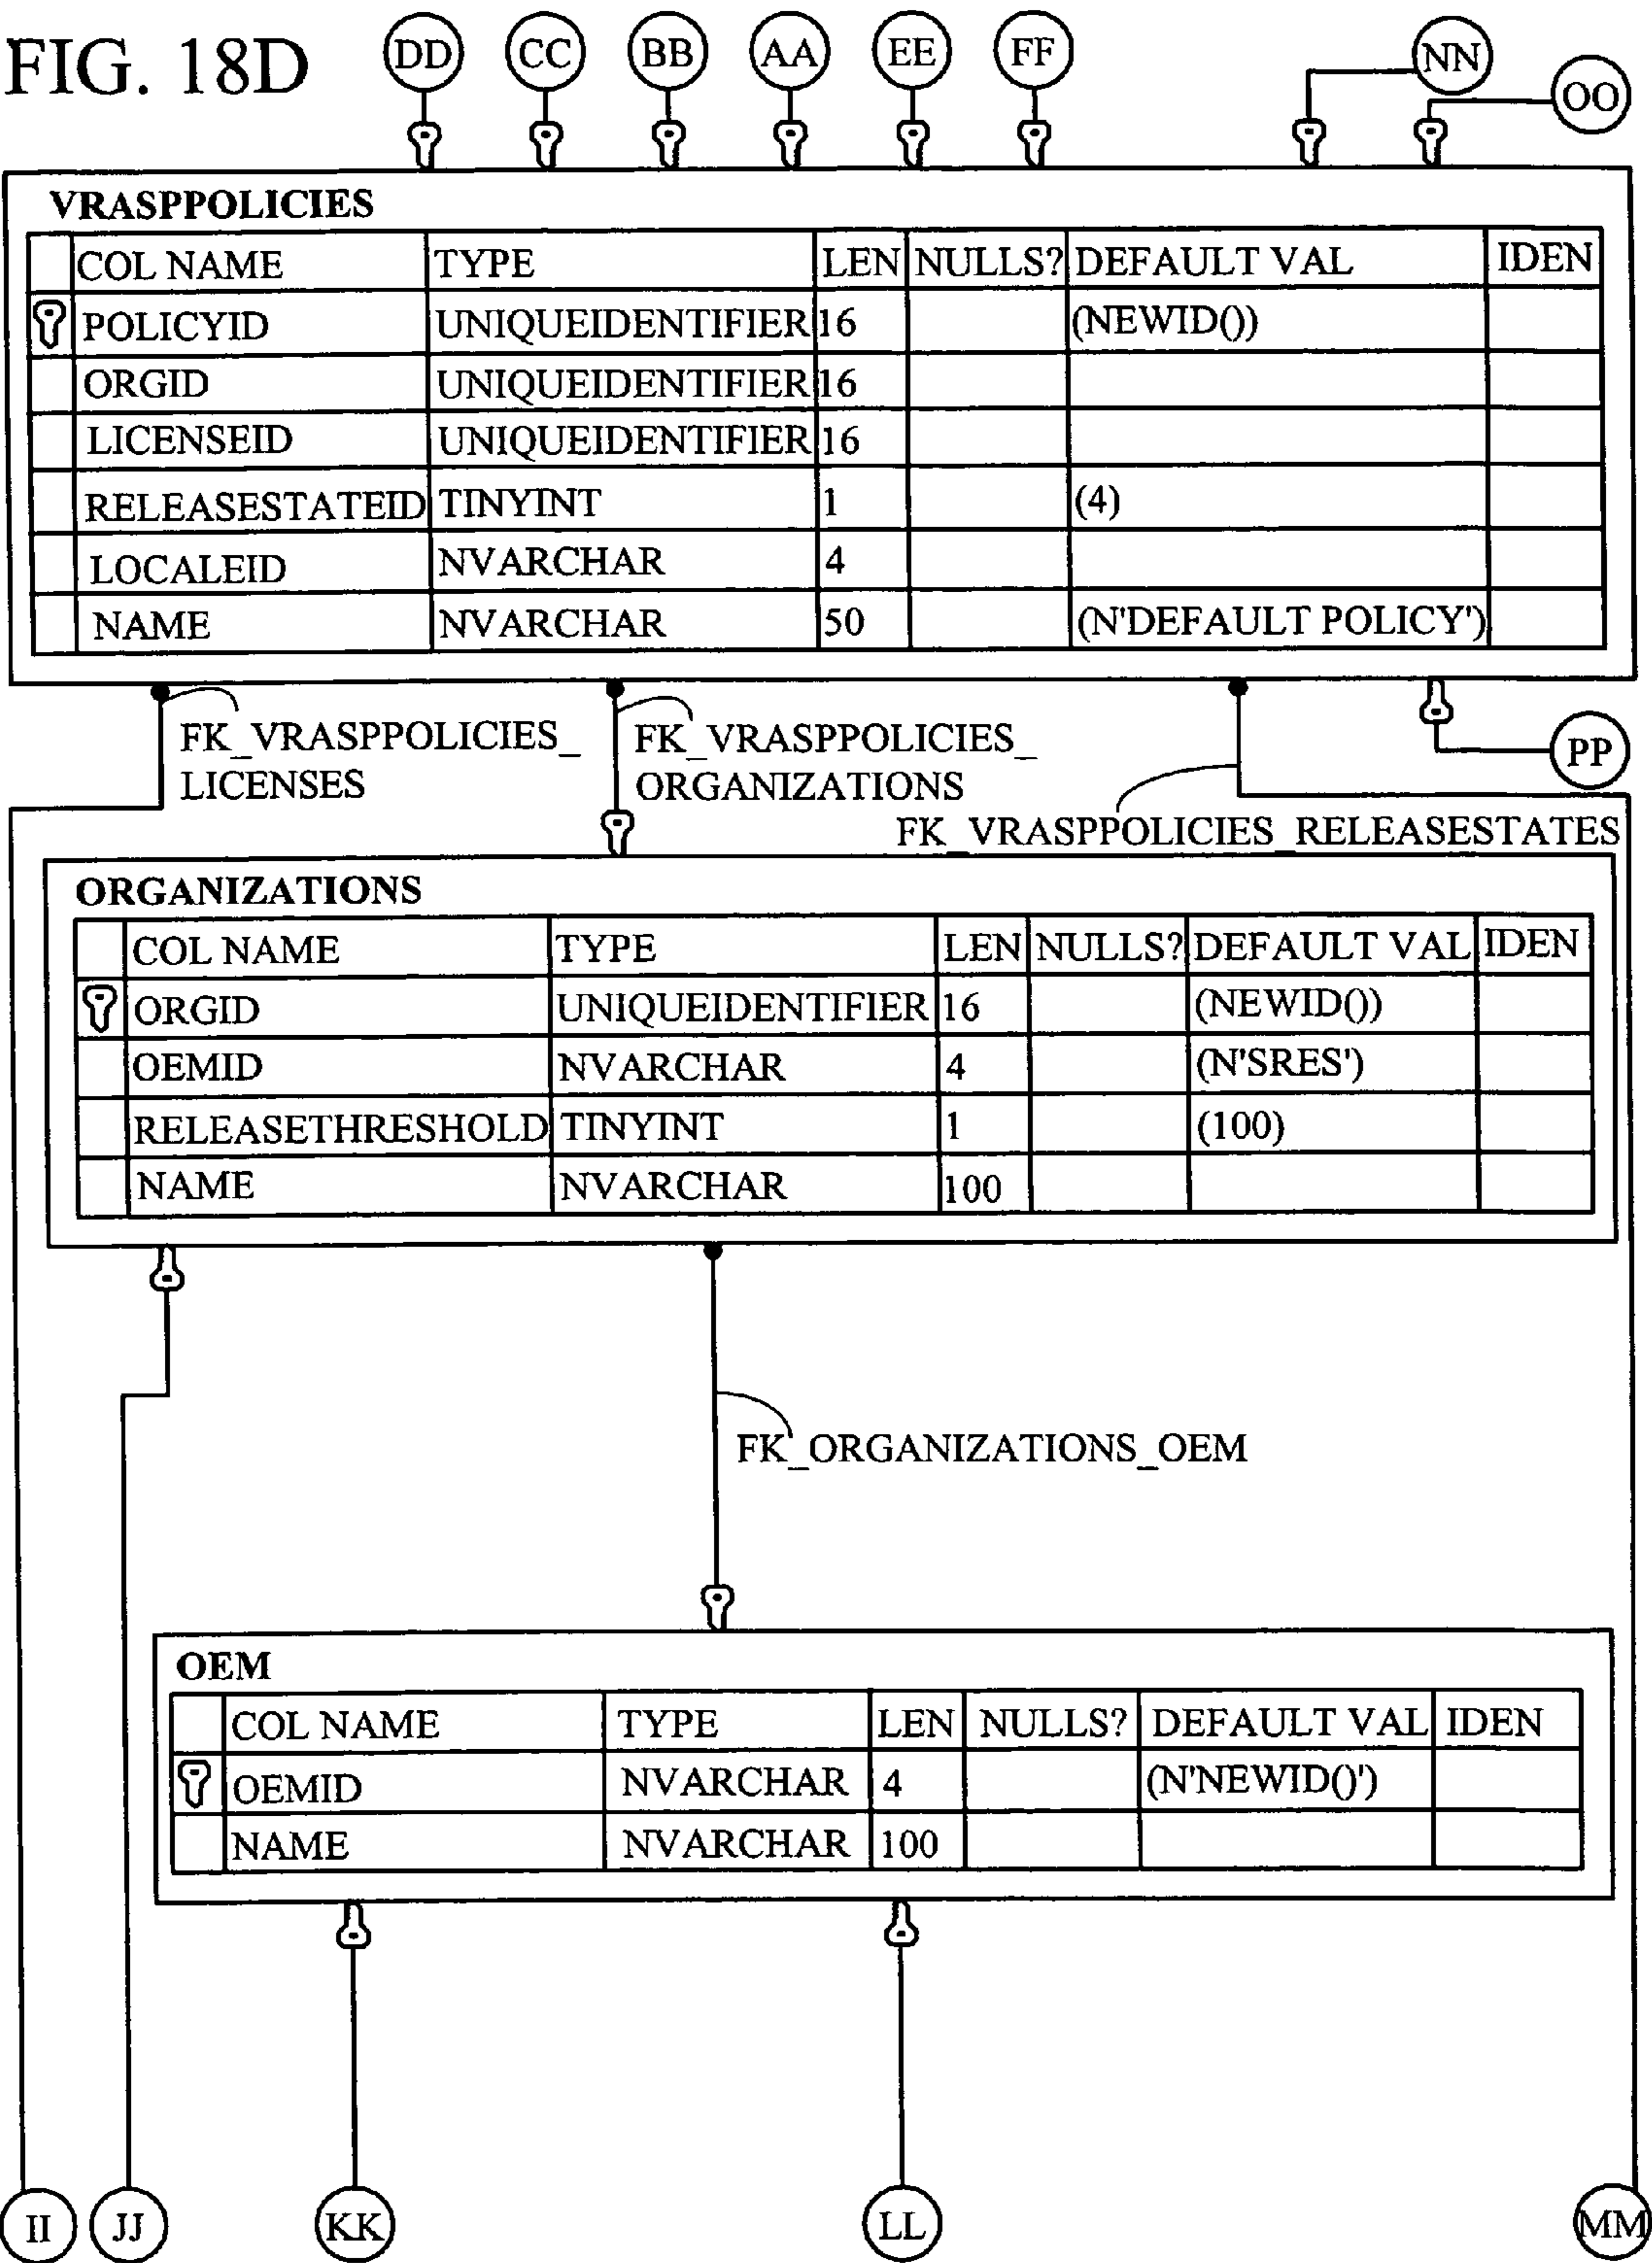 FIG. 18D
DD CC BB AA EE FF NN OO
VRASPPOLICIES
COL NAME TYPE LEN NULLS? DEFAULT VAL IDEN
POLICYID UNIQUEIDENTIFIER 16 (NEWID())
ORGID UNIQUEIDENTIFIER 16
LICENSEID UNIQUEIDENTIFIER 16
RELEASESTATEID TINYINT 1 (4)
LOCALEID NVARCHAR 4
NAME NVARCHAR 50 (N'DEFAULT POLICY')
FK_VRASPPOLICIES_
LICENSES
FK_VRASPPOLICIES_
ORGANIZATIONS
PP
FK_VRASPPOLICIES_RELEASESTATES
ORGANIZATIONS
COL NAME TYPE LEN NULLS? DEFAULT VAL IDEN
ORGID UNIQUEIDENTIFIER 16 (NEWID())
OEMID NVARCHAR 4 (N'SRES')
RELEASETHRESHOLD TINYINT 1 (100)
NAME NVARCHAR 100
FK_ORGANIZATIONS_OEM
OEM
COL NAME TYPE LEN NULLS? DEFAULT VAL IDEN
OEMID NVARCHAR 4 (N'NEWID()')
NAME NVARCHAR 100
II JJ KK LL MM